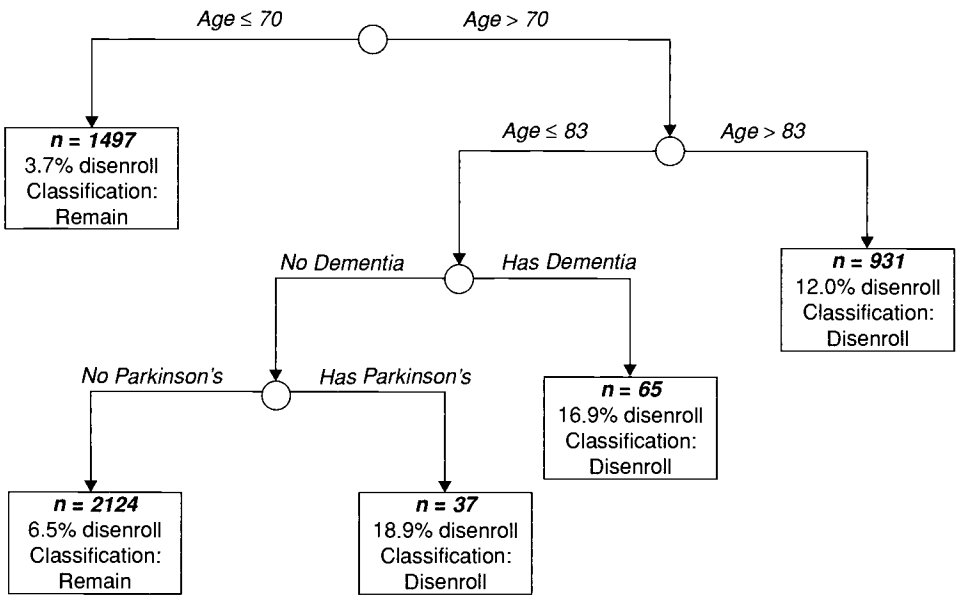 Age ≤ 70
Age > 70
n = 1497
3.7% disenroll
Classification:
Remain
Age ≤ 83
Age > 83
n = 931
12.0% disenroll
Classification:
Disenroll
No Dementia
Has Dementia
n = 65
16.9% disenroll
Classification:
Disenroll
No Parkinson's
Has Parkinson's
n = 2124
6.5% disenroll
Classification:
Remain
n = 37
18.9% disenroll
Classification:
Disenroll